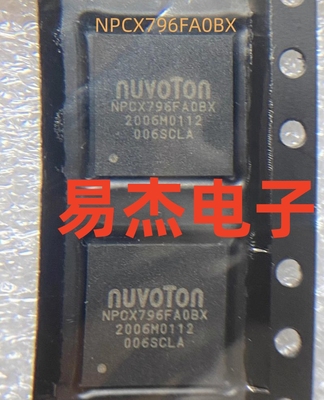 NPCX796FA0BX
nuvoTon
NPCX796FA0BX
2006M0112
006SCLA
易杰电子
nuvoTon
NPCX796FA0BX
2006M0112
006SCLA